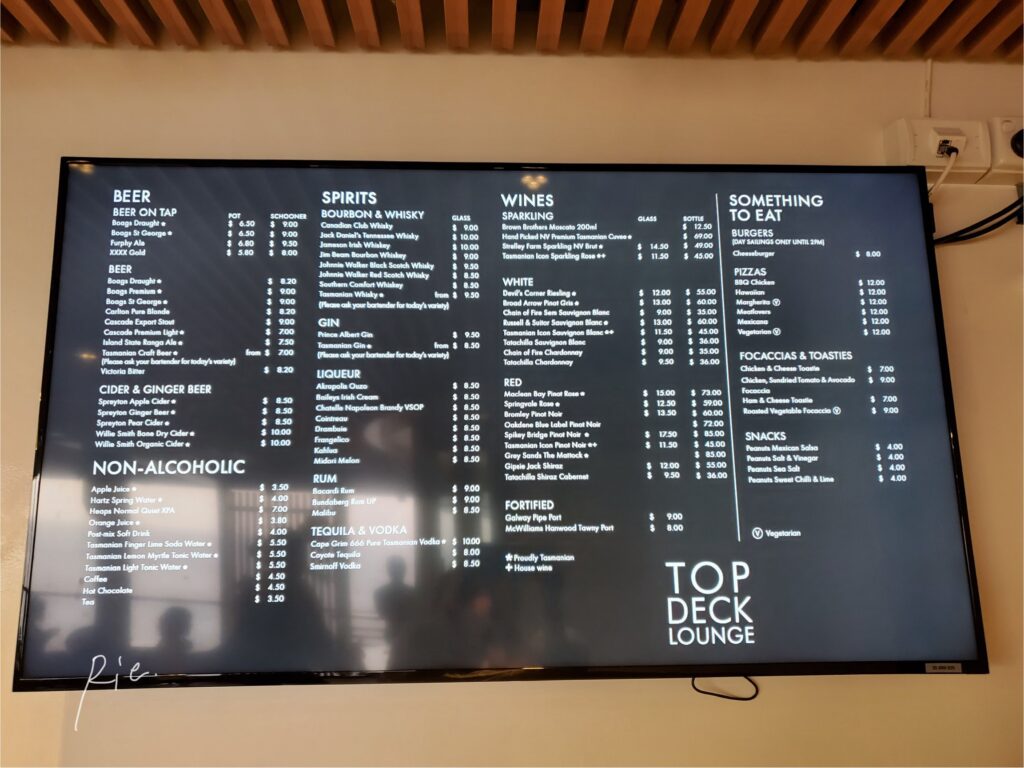 BEER
BEER ON TAP POT SCHOONER
Boags Draught ★ $ 6.50 $ 9.00
Boags St George ★ $ 6.50 $ 9.00
Furphy Ale $ 6.80 $ 9.50
XXXX Gold $ 5.80 $ 8.00
BEER
Boags Draught ★ $ 8.20
Boags Premium ★ $ 9.00
Boags St George ★ $ 9.00
Carlton Pure Blonde $ 8.20
Cascade Export Stout $ 9.00
Cascade Premium Light ★ $ 7.00
Island State Ranga Ale ★ $ 7.50
Tasmanian Craft Beer ★ from $ 7.00
(Please ask your bartender for today's variety)
Victoria Bitter $ 8.20
CIDER & GINGER BEER
Spreyton Apple Cider ★ $ 8.50
Spreyton Ginger Beer ★ $ 8.50
Spreyton Pear Cider ★ $ 8.50
Willie Smith Bone Dry Cider ★ $ 10.00
Willie Smith Organic Cider ★ $ 10.00
NON-ALCOHOLIC
Apple Juice ★ $ 3.50
Hartz Spring Water ★ $ 4.00
Heaps Normal Quiet XPA $ 7.00
Orange Juice ★ $ 3.80
Post-mix Soft Drink $ 4.00
Tasmanian Finger Lime Soda Water ★ $ 5.50
Tasmanian Lemon Myrtle Tonic Water ★ $ 5.50
Tasmanian Light Tonic Water ★ $ 5.50
Coffee $ 4.50
Hot Chocolate $ 4.50
Tea $ 3.50
SPIRITS
BOURBON & WHISKY GLASS
Canadian Club Whisky $ 9.00
Jack Daniel's Tennessee Whisky $ 10.00
Jameson Irish Whiskey $ 10.00
Jim Beam Bourbon Whiskey $ 9.00
Johnnie Walker Black Scotch Whisky $ 9.50
Johnnie Walker Red Scotch Whisky $ 8.50
Southern Comfort Whiskey $ 8.50
Tasmanian Whisky ★ from $ 9.50
(Please ask your bartender for today's variety)
GIN
Prince Albert Gin $ 9.50
Tasmanian Gin ★ from $ 8.50
(Please ask your bartender for today's variety)
LIQUEUR
Akropolis Ouzo $ 8.50
Baileys Irish Cream $ 8.50
Chatelle Napoleon Brandy VSOP $ 8.50
Cointreau $ 8.50
Drambuie $ 8.50
Frangelico $ 8.50
Kahlua $ 8.50
Midori Melon $ 8.50
RUM
Bacardi Rum $ 9.00
Bundaberg Rum UP $ 9.00
Malibu $ 8.50
TEQUILA & VODKA
Cape Grim 666 Pure Tasmanian Vodka ★ $ 10.00
Coyote Tequila $ 8.00
Smirnoff Vodka $ 8.50
WINES
SPARKLING GLASS BOTTLE
Brown Brothers Moscato 200ml $ 12.50
Hand Picked NV Premium Tasmanian Cuvee ★ $ 69.00
Strelley Farm Sparkling NV Brut ★ $ 14.50 $ 49.00
Tasmanian Icon Sparkling Rose ★+ $ 11.50 $ 45.00
WHITE
Devil's Corner Riesling ★ $ 12.00 $ 55.00
Broad Arrow Pinot Gris ★ $ 13.00 $ 60.00
Chain of Fire Sem Sauvignon Blanc $ 9.00 $ 35.00
Russell & Suitor Sauvignon Blanc ★ $ 13.00 $ 60.00
Tasmanian Icon Sauvignon Blanc ★+ $ 11.50 $ 45.00
Tatachilla Sauvignon Blanc $ 9.00 $ 36.00
Chain of Fire Chardonnay $ 9.00 $ 35.00
Tatachilla Chardonnay $ 9.50 $ 36.00
RED
Maclean Bay Pinot Rose ★ $ 15.00 $ 73.00
Springvale Rose ★ $ 12.50 $ 59.00
Bromley Pinot Noir $ 13.50 $ 60.00
Oakdene Blue Label Pinot Noir $ 72.00
Spikey Bridge Pinot Noir ★ $ 17.50 $ 85.00
Tasmanian Icon Pinot Noir ★+ $ 11.50 $ 45.00
Grey Sands The Mattock ★ $ 85.00
Gipsie Jack Shiraz $ 12.00 $ 55.00
Tatachilla Shiraz Cabernet $ 9.50 $ 36.00
FORTIFIED
Galway Pipe Port $ 9.00
McWilliams Hanwood Tawny Port $ 8.00
★ Proudly Tasmanian
+ House wine
SOMETHING
TO EAT
BURGERS
(DAY SAILINGS ONLY UNTIL 2PM)
Cheeseburger $ 8.00
PIZZAS
BBQ Chicken $ 12.00
Hawaiian $ 12.00
Margherita Ⓥ $ 12.00
Meatlovers $ 12.00
Mexicana $ 12.00
Vegetarian Ⓥ $ 12.00
FOCACCIAS & TOASTIES
Chicken & Cheese Toastie $ 7.00
Chicken, Sundried Tomato & Avocado $ 9.00
Focaccia
Ham & Cheese Toastie $ 7.00
Roasted Vegetable Focaccia Ⓥ $ 9.00
SNACKS
Peanuts Mexican Salsa $ 4.00
Peanuts Salt & Vinegar $ 4.00
Peanuts Sea Salt $ 4.00
Peanuts Sweet Chilli & Lime $ 4.00
Ⓥ Vegetarian
TOP
DECK
LOUNGE
Rie